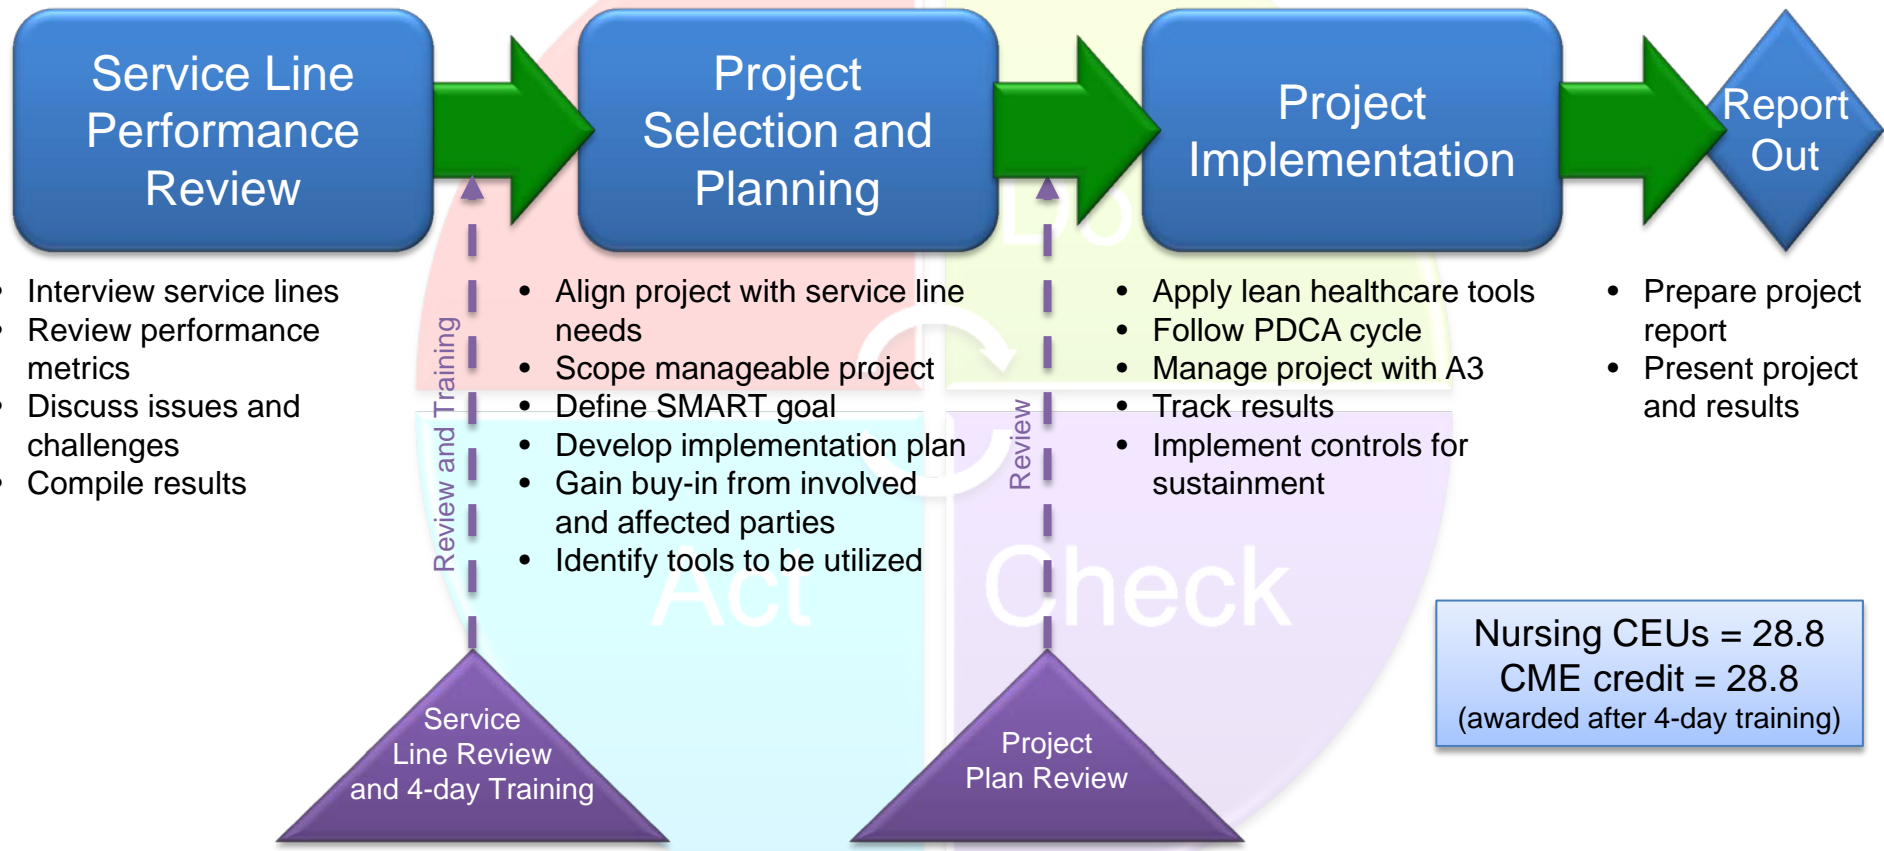 Service Line
Performance
Review
Project
Selection and
Planning
Project
Implementation
Report
Out
• Interview service lines
• Review performance
metrics
• Discuss issues and
challenges
• Compile results
Review and Training
• Align project with service line
needs
• Scope manageable project
• Define SMART goal
• Develop implementation plan
• Gain buy-in from involved
and affected parties
• Identify tools to be utilized
Review
• Apply lean healthcare tools
• Follow PDCA cycle
• Manage project with A3
• Track results
• Implement controls for
sustainment
• Prepare project
report
• Present project
and results
Do
Act
Check
Service
Line Review
and 4-day Training
Project
Plan Review
Nursing CEUs = 28.8
CME credit = 28.8
(awarded after 4-day training)